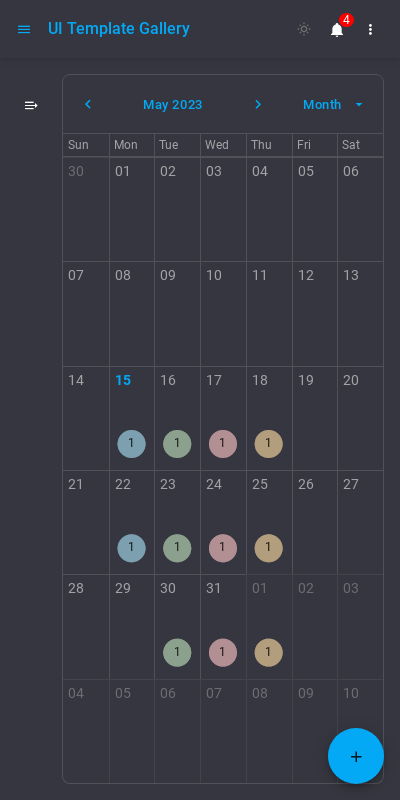 UI Template Gallery 4
May 2023 Month
Sun Mon Tue Wed Thu Fri Sat
30 01 02 03 04 05 06
07 08 09 10 11 12 13
14 15 16 17 18 19 20
1 1 1 1
21 22 23 24 25 26 27
1 1 1 1
28 29 30 31 01 02 03
1 1 1
04 05 06 07 08 09 10
+